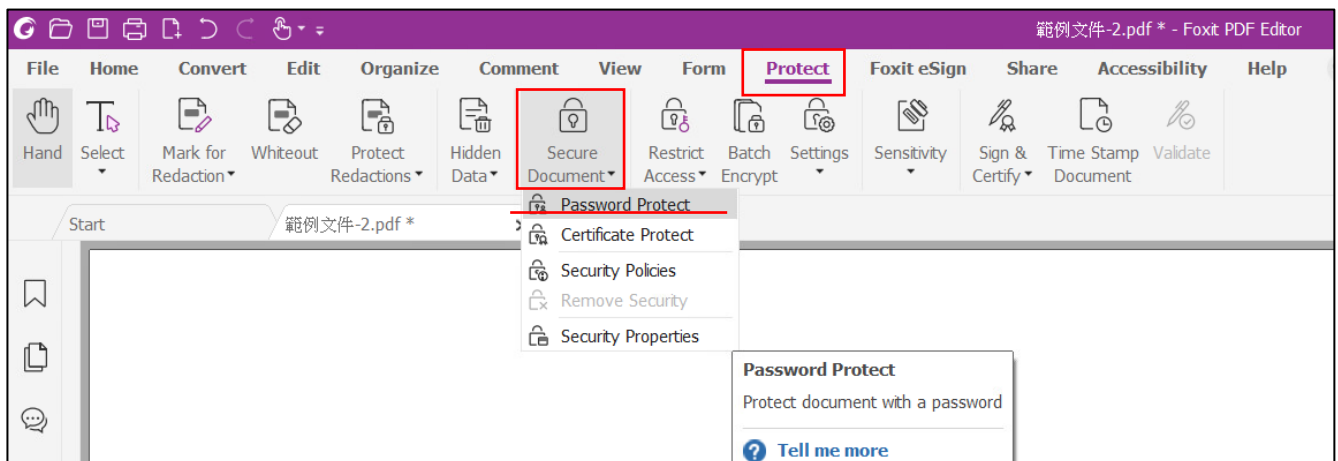 範例文件-2.pdf * - Foxit PDF Editor
File Home Convert Edit Organize Comment View Form Protect Foxit eSign Share Accessibility Help
Hand Select Mark for Redaction Whiteout Protect Redactions Hidden Data Secure Document Restrict Access Batch Encrypt Settings Sensitivity Sign & Certify Time Stamp Document Validate
Start 範例文件-2.pdf *
Password Protect
Certificate Protect
Security Policies
Remove Security
Security Properties
Password Protect
Protect document with a password
Tell me more